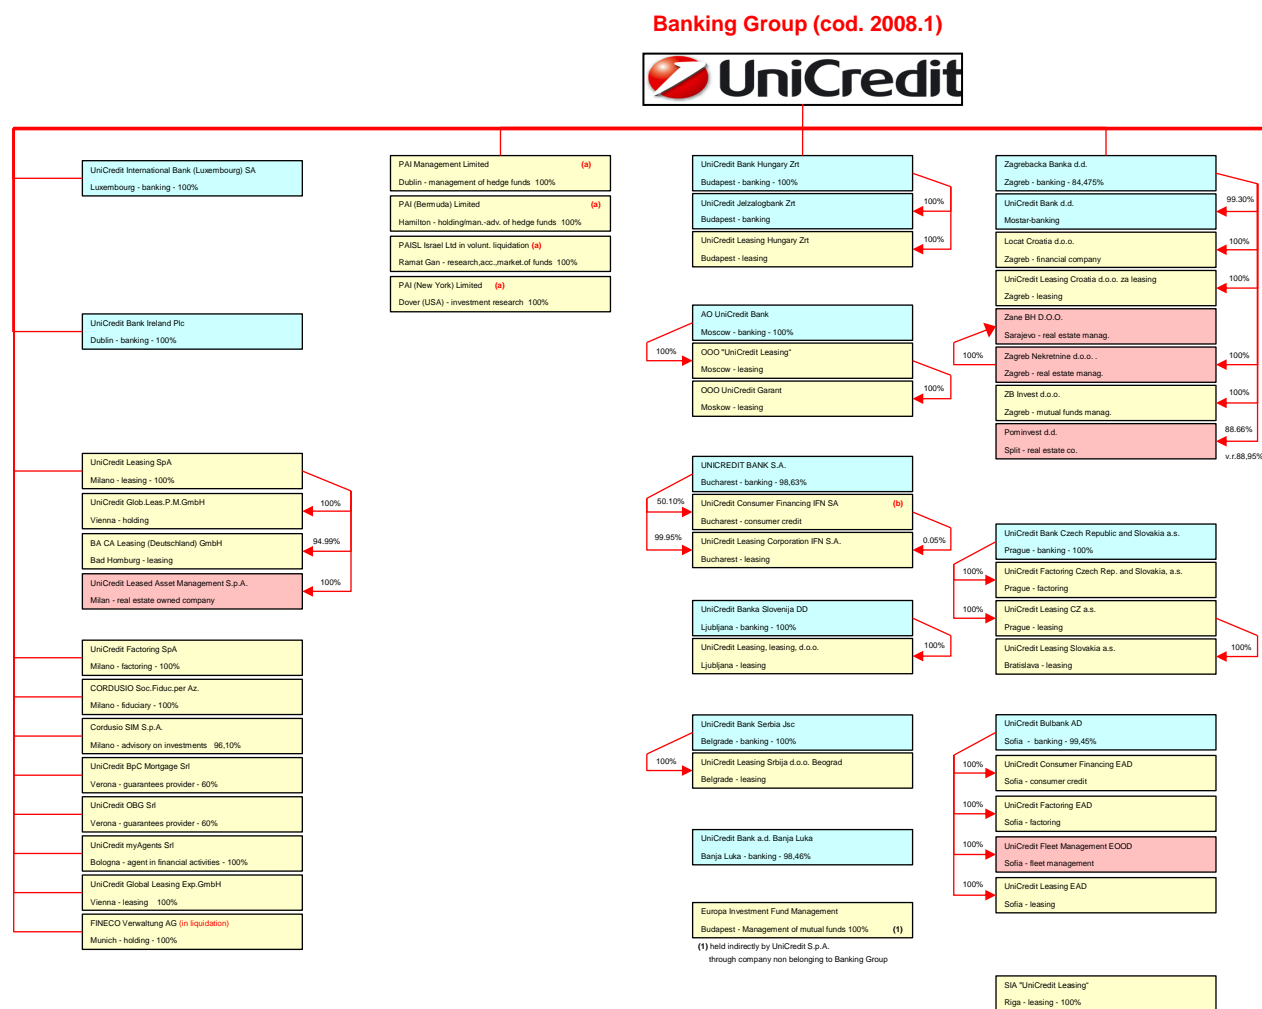 Banking Group (cod. 2008.1)
UniCredit
UniCredit International Bank (Luxembourg) SA
Luxembourg - banking - 100%
UniCredit Bank Ireland Plc
Dublin - banking - 100%
UniCredit Leasing SpA
Milano - leasing - 100%
UniCredit Glob.Leas.P.M.GmbH
Vienna - holding
100%
BA CA Leasing (Deutschland) GmbH
Bad Homburg - leasing
94.99%
UniCredit Leased Asset Management S.p.A.
Milan - real estate owned company
100%
UniCredit Factoring SpA
Milano - factoring - 100%
CORDUSIO Soc.Fiduc.per Az.
Milano - fiduciary - 100%
Cordusio SIM S.p.A.
Milano - advisory on investments 96,10%
UniCredit BpC Mortgage Srl
Verona - guarantees provider - 60%
UniCredit OBG Srl
Verona - guarantees provider - 60%
UniCredit myAgents Srl
Bologna - agent in financial activities - 100%
UniCredit Global Leasing Exp.GmbH
Vienna - leasing 100%
FINECO Verwaltung AG (in liquidation)
Munich - holding - 100%
PAI Management Limited (a)
Dublin - management of hedge funds 100%
PAI (Bermuda) Limited (a)
Hamilton - holding/man.-adv. of hedge funds 100%
PAISL Israel Ltd in volunt. liquidation (a)
Ramat Gan - research,acc.,market.of funds 100%
PAI (New York) Limited (a)
Dover (USA) - investment research 100%
UniCredit Bank Hungary Zrt
Budapest - banking - 100%
UniCredit Jelzalogbank Zrt
Budapest - banking
100%
UniCredit Leasing Hungary Zrt
Budapest - leasing
100%
AO UniCredit Bank
Moscow - banking - 100%
100%
OOO "UniCredit Leasing"
Moscow - leasing
OOO UniCredit Garant
Moskow - leasing
100%
UNICREDIT BANK S.A.
Bucharest - banking - 98,63%
50.10%
UniCredit Consumer Financing IFN SA (b)
Bucharest - consumer credit
99.95%
UniCredit Leasing Corporation IFN S.A.
Bucharest - leasing
0.05%
UniCredit Banka Slovenija DD
Ljubljana - banking - 100%
UniCredit Leasing, leasing, d.o.o.
Ljubljana - leasing
100%
UniCredit Bank Serbia Jsc
Belgrade - banking - 100%
100%
UniCredit Leasing Srbija d.o.o. Beograd
Belgrade - leasing
UniCredit Bank a.d. Banja Luka
Banja Luka - banking - 98,46%
Europa Investment Fund Management
Budapest - Management of mutual funds 100% (1)
(1) held indirectly by UniCredit S.p.A.
through company non belonging to Banking Group
Zagrebacka Banka d.d.
Zagreb - banking - 84,475%
UniCredit Bank d.d.
Mostar-banking
99.30%
Locat Croatia d.o.o.
Zagreb - financial company
100%
UniCredit Leasing Croatia d.o.o. za leasing
Zagreb - leasing
100%
Zane BH D.O.O.
Sarajevo - real estate manag.
100%
Zagreb Nekretnine d.o.o. .
Zagreb - real estate manag.
100%
ZB Invest d.o.o.
Zagreb - mutual funds manag.
100%
Pominvest d.d.
Split - real estate co.
88.66%
v.r.88,95%
UniCredit Bank Czech Republic and Slovakia a.s.
Prague - banking - 100%
100%
UniCredit Factoring Czech Rep. and Slovakia, a.s.
Prague - factoring
100%
UniCredit Leasing CZ a.s.
Prague - leasing
UniCredit Leasing Slovakia a.s.
Bratislava - leasing
100%
UniCredit Bulbank AD
Sofia - banking - 99,45%
100%
UniCredit Consumer Financing EAD
Sofia - consumer credit
100%
UniCredit Factoring EAD
Sofia - factoring
100%
UniCredit Fleet Management EOOD
Sofia - fleet management
100%
UniCredit Leasing EAD
Sofia - leasing
SIA "UniCredit Leasing"
Riga - leasing - 100%